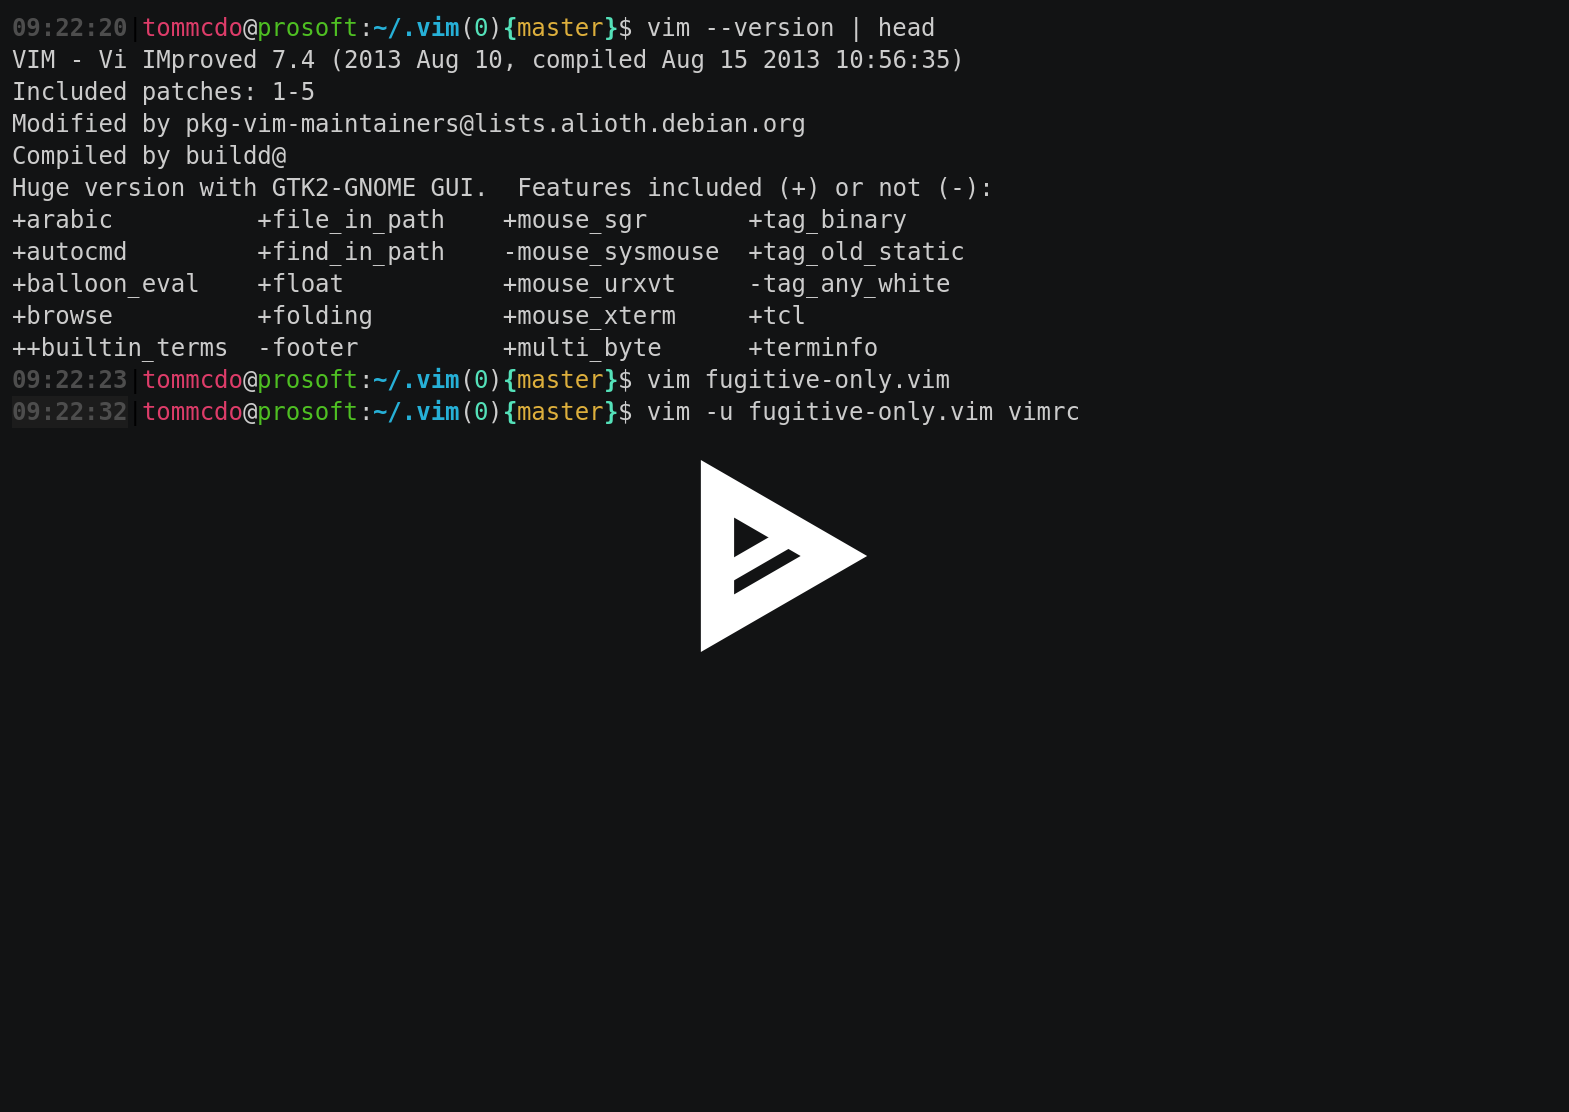 09:22:20|tommcdo@prosoft:~/.vim(0){master}$ vim --version | head
VIM - Vi IMproved 7.4 (2013 Aug 10, compiled Aug 15 2013 10:56:35)
Included patches: 1-5
Modified by pkg-vim-maintainers@lists.alioth.debian.org
Compiled by buildd@
Huge version with GTK2-GNOME GUI.  Features included (+) or not (-):
+arabic          +file_in_path    +mouse_sgr       +tag_binary
+autocmd         +find_in_path    -mouse_sysmouse  +tag_old_static
+balloon_eval    +float           +mouse_urxvt     -tag_any_white
+browse          +folding         +mouse_xterm     +tcl
++builtin_terms  -footer          +multi_byte      +terminfo
09:22:23|tommcdo@prosoft:~/.vim(0){master}$ vim fugitive-only.vim
09:22:32|tommcdo@prosoft:~/.vim(0){master}$ vim -u fugitive-only.vim vimrc